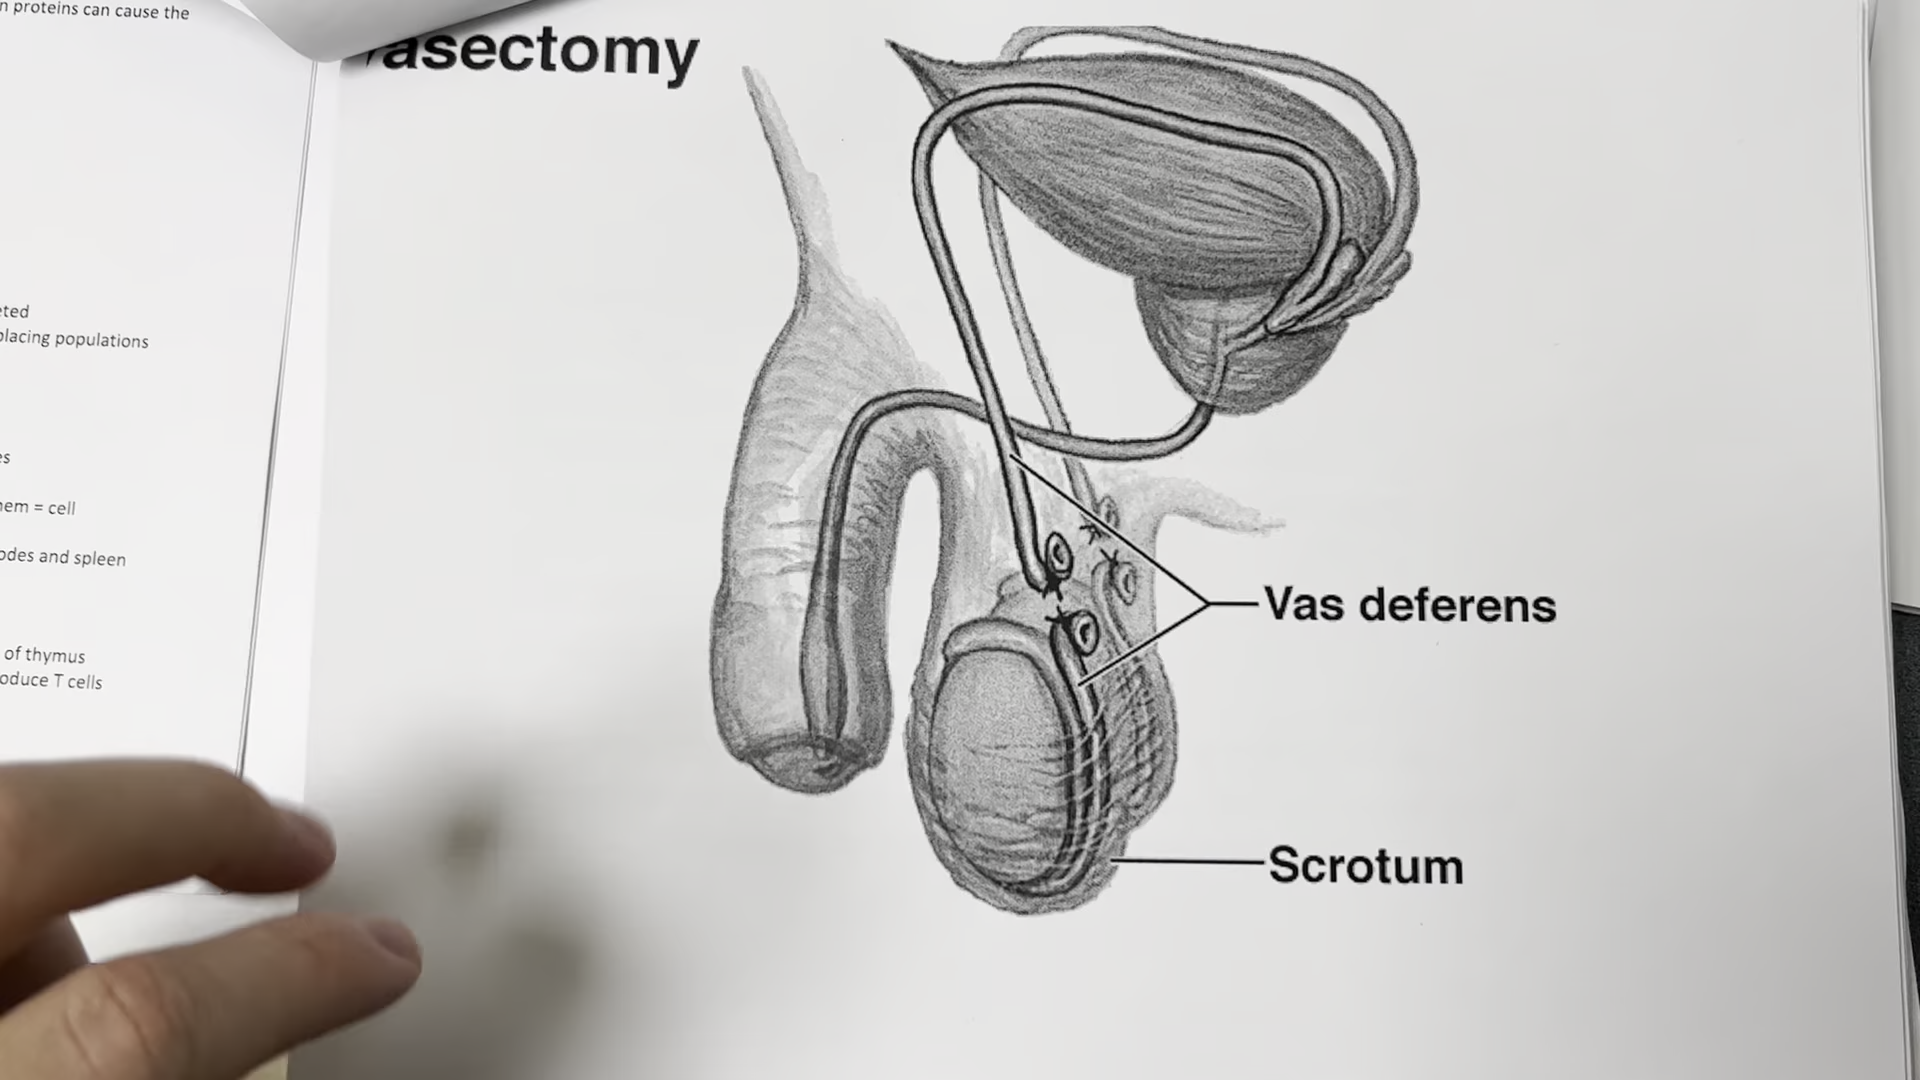 n proteins can cause the
placing populations
es
hem = cell
odes and spleen
of thymus
oduce T cells
asectomy
Vas deferens
Scrotum